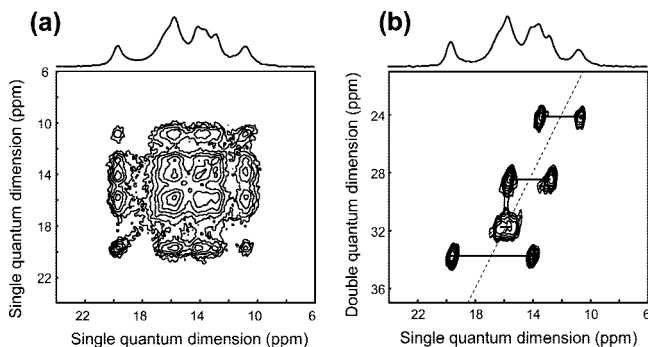 (a)
Single quantum dimension (ppm)
6
10
14
18
22
22 18 14 10 6
Single quantum dimension (ppm)
(b)
Double quantum dimension (ppm)
24
28
32
36
22 18 14 10 6
Single quantum dimension (ppm)